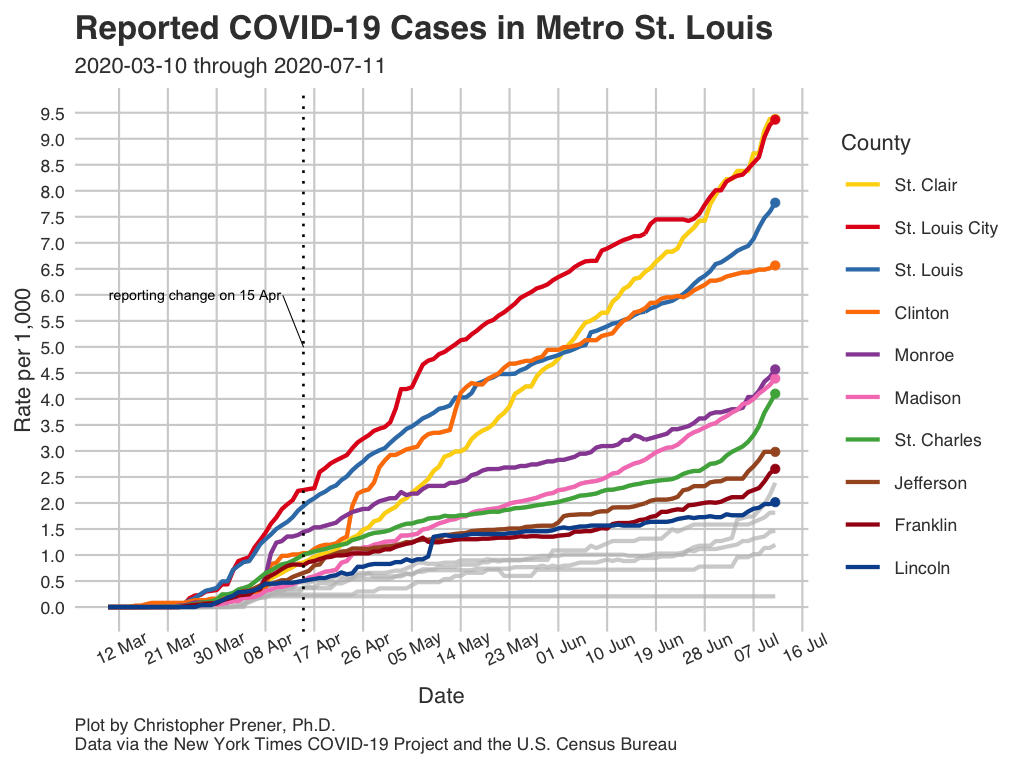 Reported COVID-19 Cases in Metro St. Louis
2020-03-10 through 2020-07-11
Rate per 1,000
9.5
9.0
8.5
8.0
7.5
7.0
6.5
6.0
5.5
5.0
4.5
4.0
3.5
3.0
2.5
2.0
1.5
1.0
0.5
0.0
reporting change on 15 Apr
12 Mar
21 Mar
30 Mar
08 Apr
17 Apr
26 Apr
05 May
14 May
23 May
01 Jun
10 Jun
19 Jun
28 Jun
07 Jul
16 Jul
Date
County
St. Clair
St. Louis City
St. Louis
Clinton
Monroe
Madison
St. Charles
Jefferson
Franklin
Lincoln
Plot by Christopher Prener, Ph.D.
Data via the New York Times COVID-19 Project and the U.S. Census Bureau